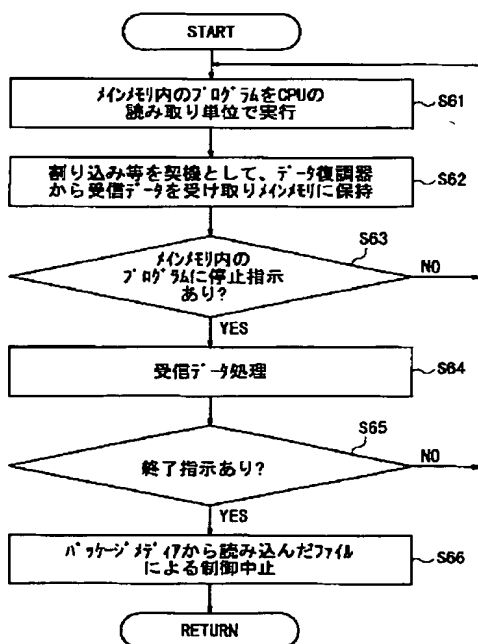 START
メインメモリ内のプログラムをCPUの
読み取り単位で実行
S61
割り込み等を契機として、データ復調器
から受信データを受け取りメインメモリに保持
S62
S63
メインメモリ内の
プログラムに停止指示
あり?
NO
YES
受信データ処理
S64
S65
終了指示あり?
NO
YES
パッケージメディアから読み込んだファイル
による制御中止
S66
RETURN